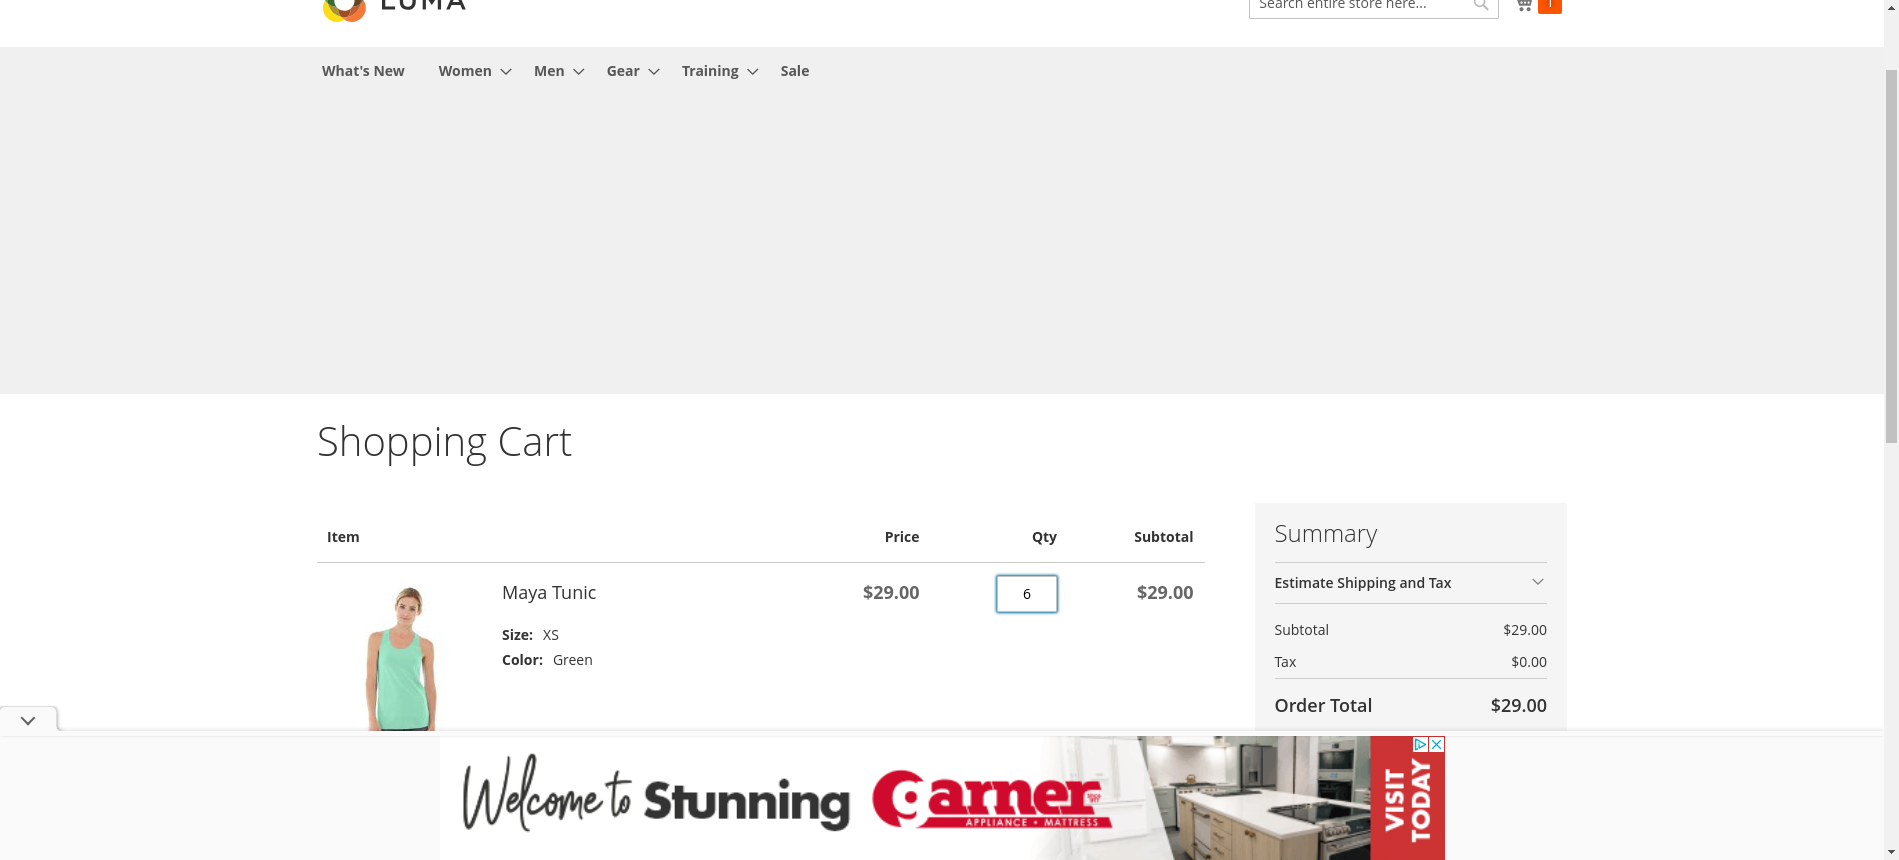 LUMA
Search entire store here...
1
What's New Women Men Gear Training Sale
Shopping Cart
Item Price Qty Subtotal
Maya Tunic $29.00 6 $29.00
Size: XS
Color: Green
Summary
Estimate Shipping and Tax
Subtotal $29.00
Tax $0.00
Order Total $29.00
Welcome to Stunning
Garner
APPLIANCE • MATTRESS
VISIT
TODAY